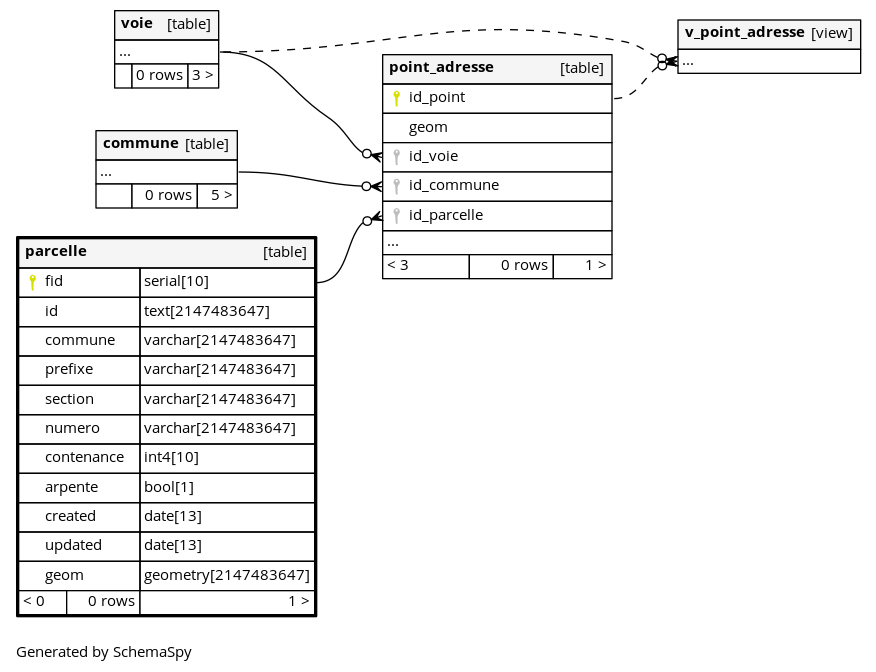 voie [table]
...
0 rows 3 >
v_point_adresse [view]
...
point_adresse [table]
id_point
geom
id_voie
id_commune
id_parcelle
...
< 3 0 rows 1 >
commune [table]
...
0 rows 5 >
parcelle [table]
fid serial[10]
id text[2147483647]
commune varchar[2147483647]
prefixe varchar[2147483647]
section varchar[2147483647]
numero varchar[2147483647]
contenance int4[10]
arpente bool[1]
created date[13]
updated date[13]
geom geometry[2147483647]
< 0 0 rows 1 >
Generated by SchemaSpy